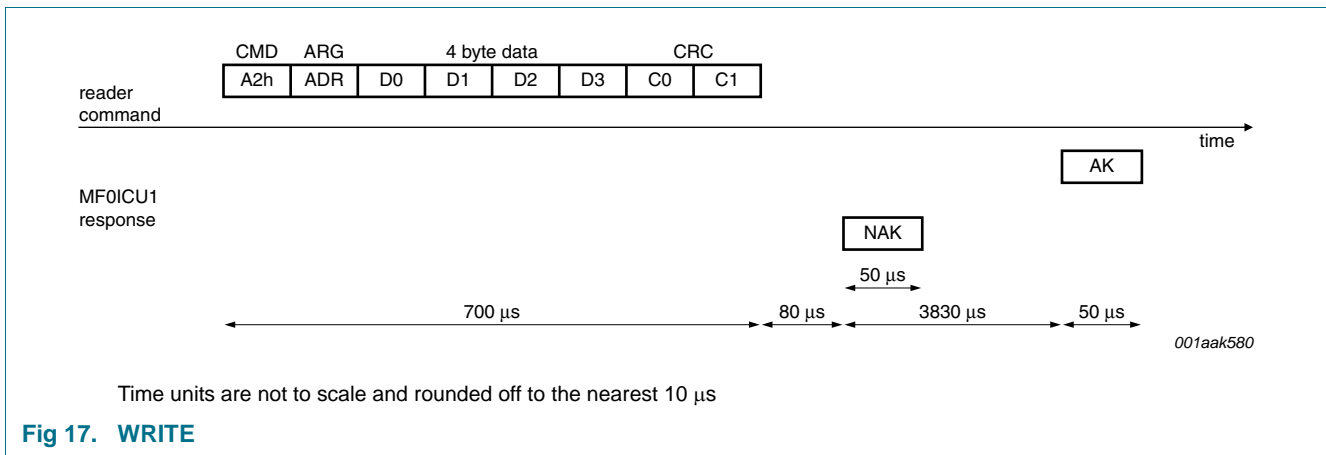 CMD ARG 4 byte data CRC
A2h ADR D0 D1 D2 D3 C0 C1
reader
command
time
AK
MF0ICU1
response
NAK
50 μs
700 μs 80 μs 3830 μs 50 μs
001aak580
Time units are not to scale and rounded off to the nearest 10 μs
Fig 17. WRITE